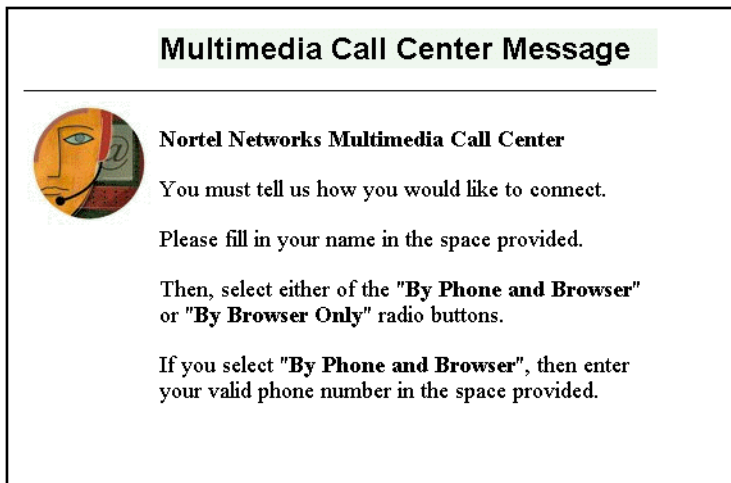 Multimedia Call Center Message
Nortel Networks Multimedia Call Center
You must tell us how you would like to connect.
Please fill in your name in the space provided.
Then, select either of the "By Phone and Browser"
or "By Browser Only" radio buttons.
If you select "By Phone and Browser", then enter
your valid phone number in the space provided.
@